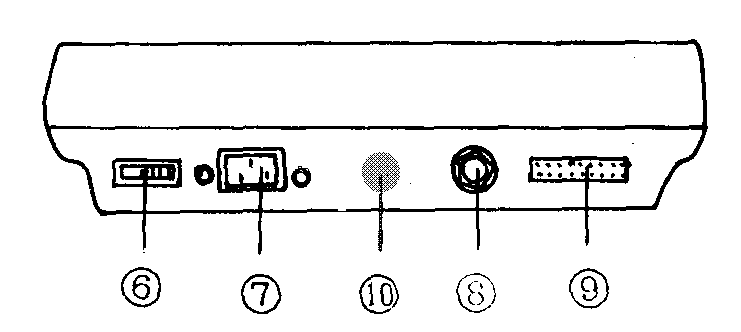 ⑥ ⑦ ⑩ ⑧ ⑨